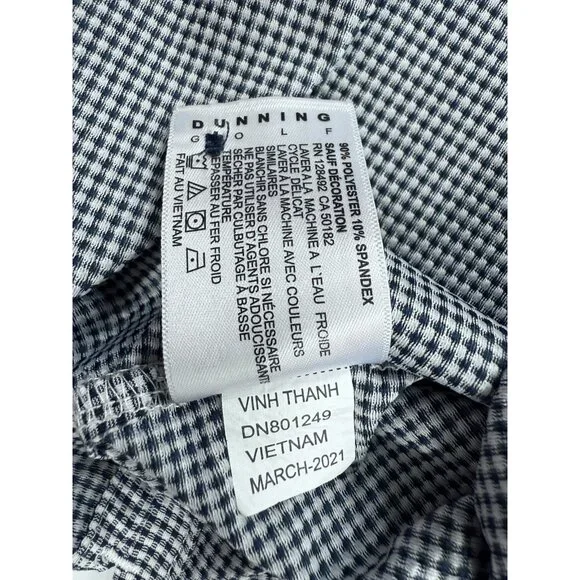 DUNNING
GOLF
90% POLYESTER 10% SPANDEX
SAUF DÉCORATION
RN 128492 CA 50182
LAVER À LA MACHINE A L'EAU FROIDE
CYCLE DÉLICAT
LAVER À LA MACHINE AVEC COULEURS
SIMILAIRES
BLANCHIR SANS CHLORE SI NÉCESSAIRE
NE PAS UTILISER D'AGENTS ADOUCISSANT
SÉCHER PAR CULBUTAGE À BASSE
TEMPÉRATURE
REPASSER AU FER FROID
FAIT AU VIETNAM
VINH THANH
DN801249
VIETNAM
MARCH-2021